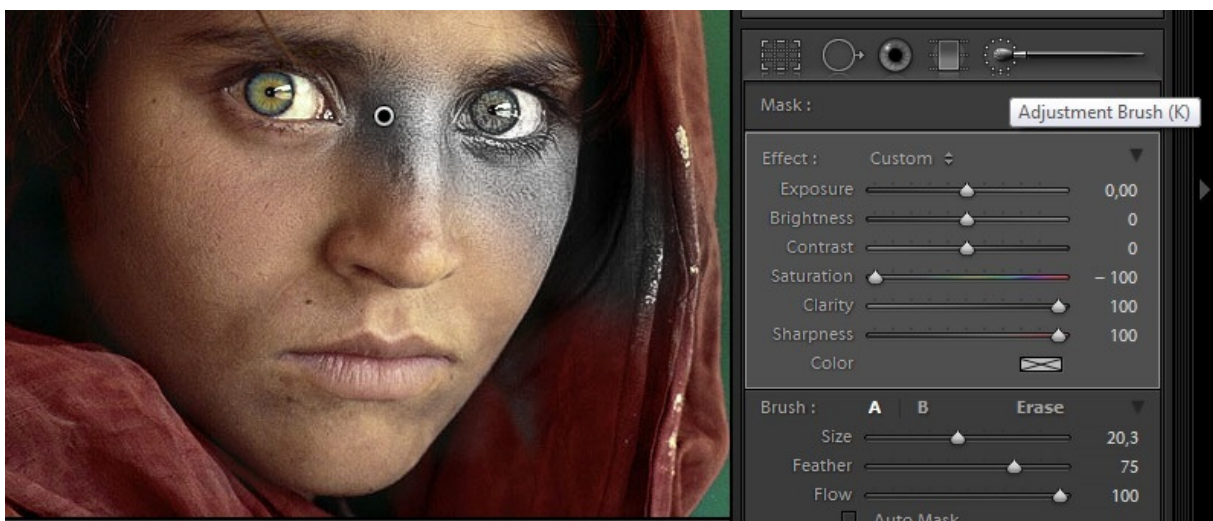 Mask :
Adjustment Brush (K)
Effect : Custom
Exposure 0,00
Brightness 0
Contrast 0
Saturation – 100
Clarity 100
Sharpness 100
Color
Brush : A B Erase
Size 20,3
Feather 75
Flow 100
Auto Mask